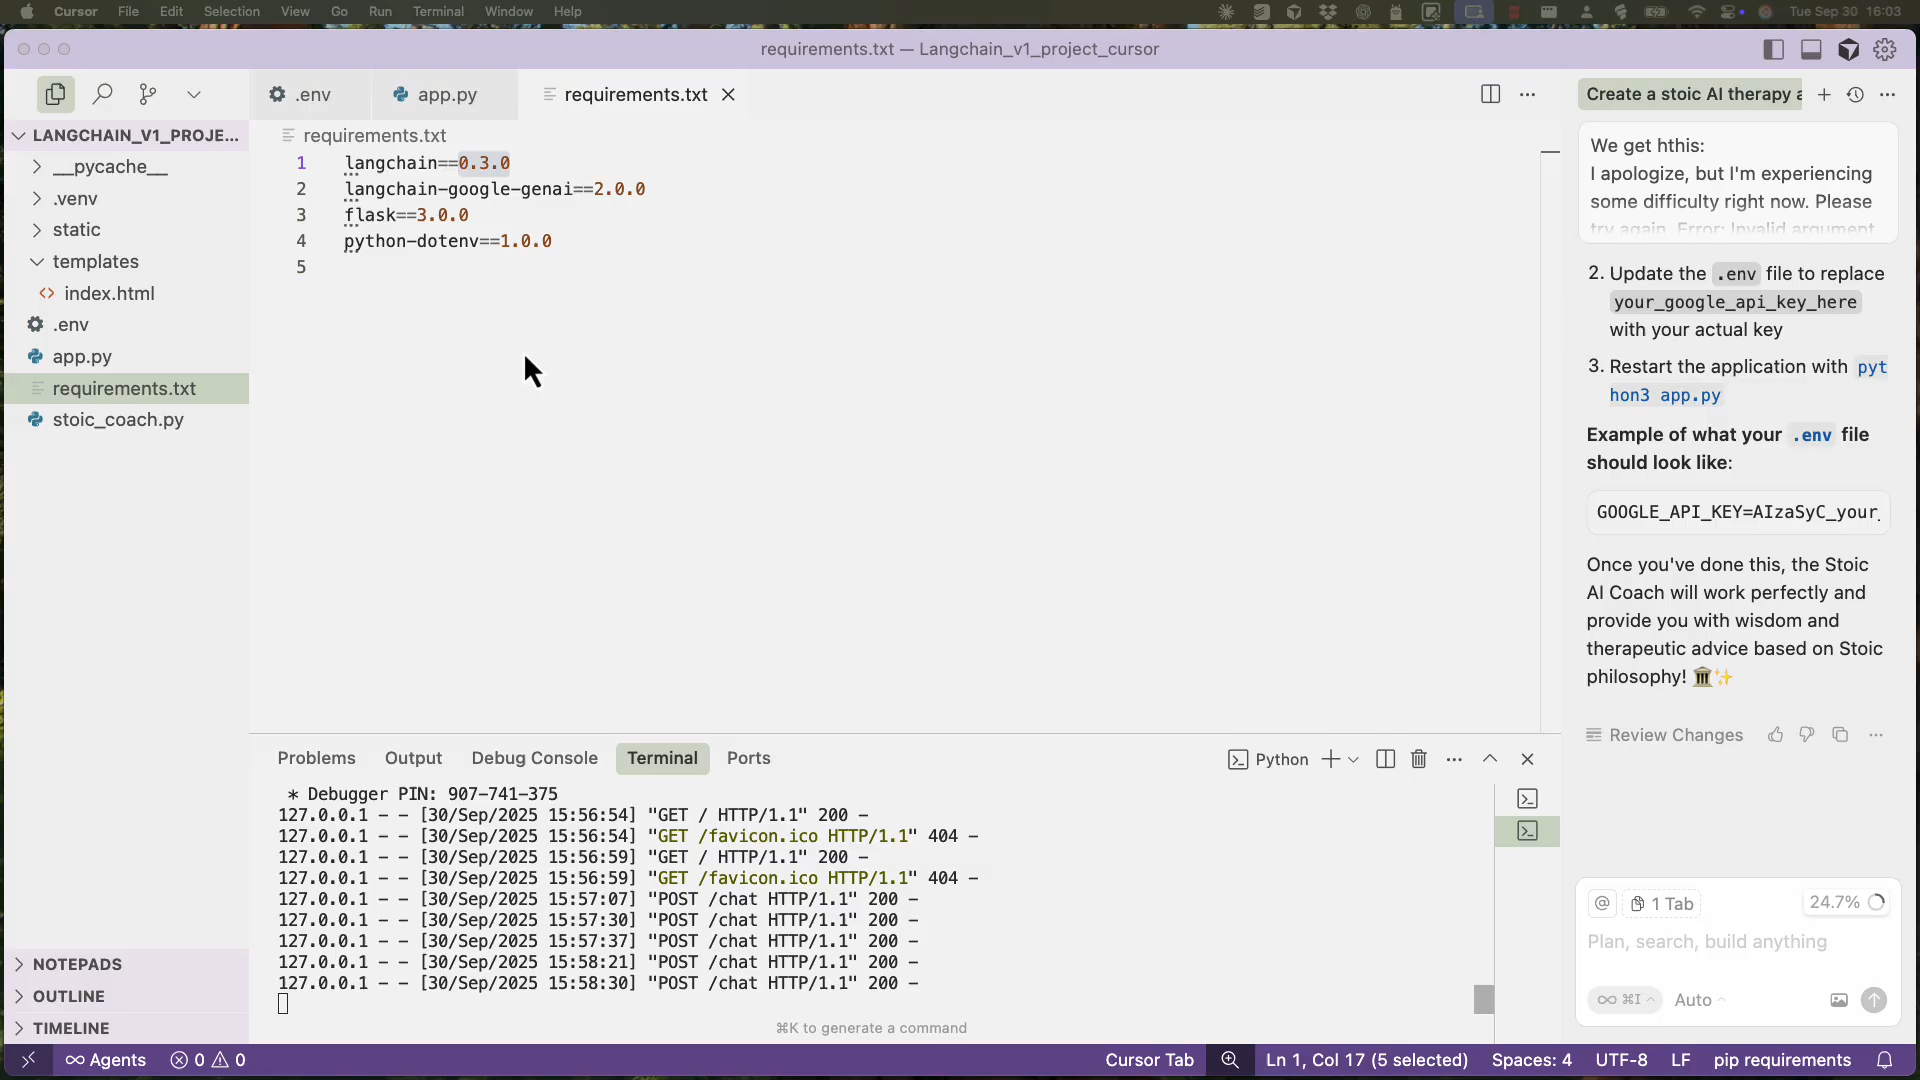 Cursor File Edit Selection View Go Run Terminal Window Help
Tue Sep 30 16:03
requirements.txt — Langchain_v1_project_cursor
.env
app.py
requirements.txt
Create a stoic AI therapy a
LANGCHAIN_V1_PROJE...
__pycache__
.venv
static
templates
index.html
.env
app.py
requirements.txt
stoic_coach.py
NOTEPADS
OUTLINE
TIMELINE
requirements.txt
1 langchain==0.3.0
2 langchain-google-genai==2.0.0
3 flask==3.0.0
4 python-dotenv==1.0.0
5
Problems Output Debug Console Terminal Ports
Python
* Debugger PIN: 907-741-375
127.0.0.1 - - [30/Sep/2025 15:56:54] "GET / HTTP/1.1" 200 -
127.0.0.1 - - [30/Sep/2025 15:56:54] "GET /favicon.ico HTTP/1.1" 404 -
127.0.0.1 - - [30/Sep/2025 15:56:59] "GET / HTTP/1.1" 200 -
127.0.0.1 - - [30/Sep/2025 15:56:59] "GET /favicon.ico HTTP/1.1" 404 -
127.0.0.1 - - [30/Sep/2025 15:57:07] "POST /chat HTTP/1.1" 200 -
127.0.0.1 - - [30/Sep/2025 15:57:30] "POST /chat HTTP/1.1" 200 -
127.0.0.1 - - [30/Sep/2025 15:57:37] "POST /chat HTTP/1.1" 200 -
127.0.0.1 - - [30/Sep/2025 15:58:21] "POST /chat HTTP/1.1" 200 -
127.0.0.1 - - [30/Sep/2025 15:58:30] "POST /chat HTTP/1.1" 200 -
⌘K to generate a command
We get hthis:
I apologize, but I'm experiencing
some difficulty right now. Please
try again. Error: Invalid argument
2. Update the .env file to replace
your_google_api_key_here
with your actual key
3. Restart the application with pyt
hon3 app.py
Example of what your .env file
should look like:
GOOGLE_API_KEY=AIzaSyC_your_
Once you've done this, the Stoic
AI Coach will work perfectly and
provide you with wisdom and
therapeutic advice based on Stoic
philosophy! 🏛️✨
Review Changes
@ 1 Tab 24.7%
Plan, search, build anything
∞ ⌘I Auto
Agents 0 0
Cursor Tab Ln 1, Col 17 (5 selected) Spaces: 4 UTF-8 LF pip requirements